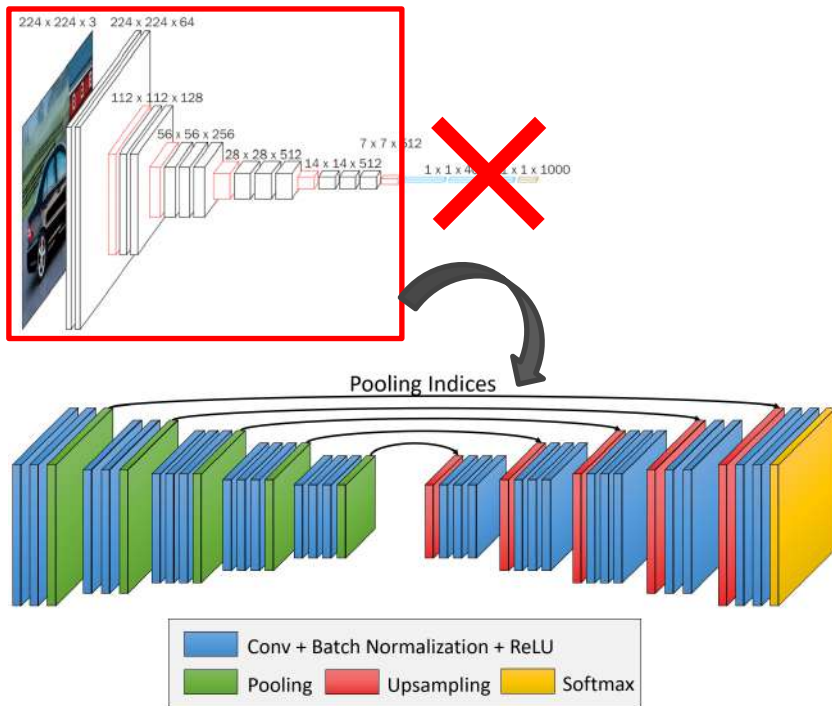 224 x 224 x 3 224 x 224 x 64
112 x 112 x 128
56 x 56 x 256
28 x 28 x 512
14 x 14 x 512
7 x 7 x 512
1 x 1 x 1 x 1000
Pooling Indices
Conv + Batch Normalization + ReLU
Pooling Upsampling Softmax